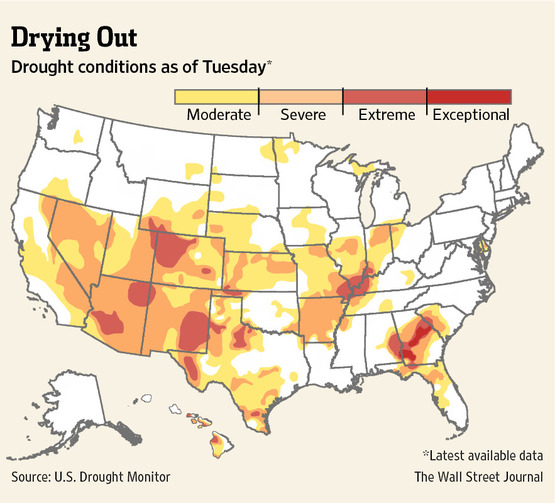 Drying Out
Drought conditions as of Tuesday*
Moderate Severe Extreme Exceptional
*Latest available data
Source: U.S. Drought Monitor
The Wall Street Journal